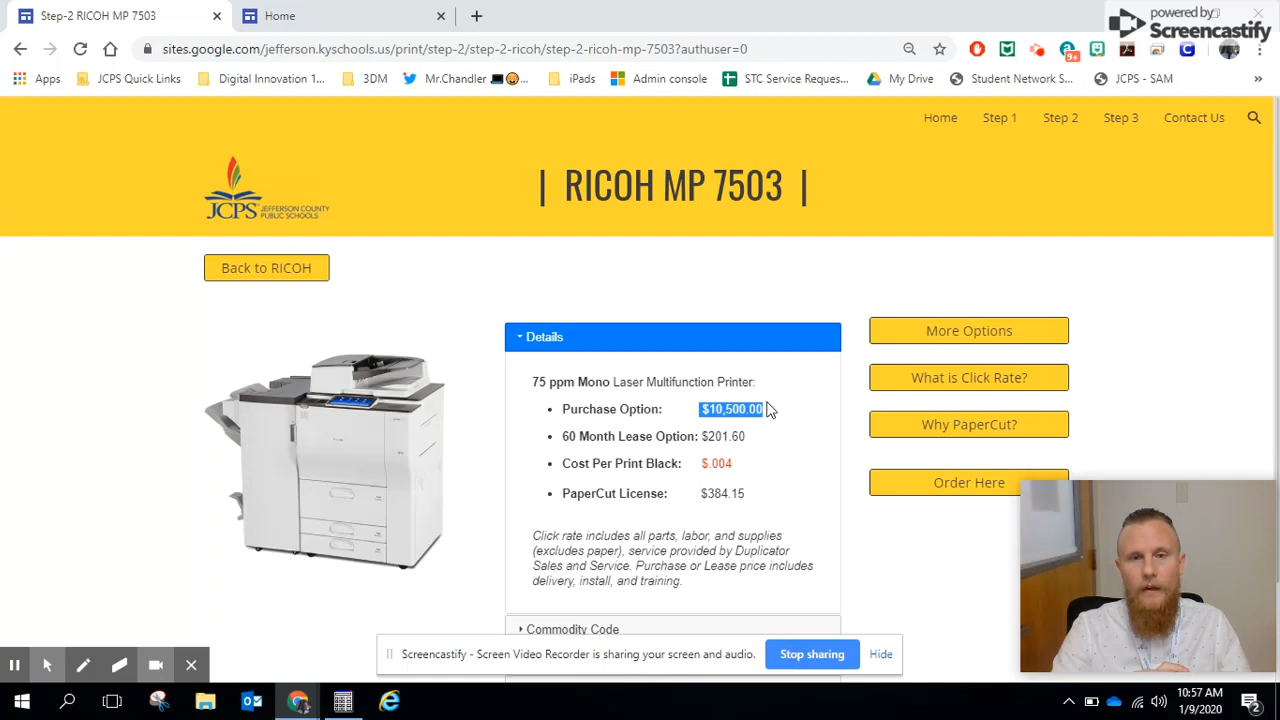 Step-2 RICOH MP 7503
Home
powered by
Screencastify
sites.google.com/jefferson.kyschools.us/print/step-2/step-2-ricoh/step-2-ricoh-mp-7503?authuser=0
9+
Apps
JCPS Quick Links
Digital Innovation 1...
3DM
Mr.Chandler
iPads
Admin console
STC Service Reques...
My Drive
Student Network S...
JCPS - SAM
»
Home
Step 1
Step 2
Step 3
Contact Us
JCPS JEFFERSON COUNTY
PUBLIC SCHOOLS
| RICOH MP 7503 |
Back to RICOH
Details
75 ppm Mono Laser Multifunction Printer:
• Purchase Option: $10,500.00
• 60 Month Lease Option: $201.60
• Cost Per Print Black: $.004
• PaperCut License: $384.15
Click rate includes all parts, labor, and supplies
(excludes paper), service provided by Duplicator
Sales and Service. Purchase or Lease price includes
delivery, install, and training.
Commodity Code
More Options
What is Click Rate?
Why PaperCut?
Order Here
Screencastify - Screen Video Recorder is sharing your screen and audio.
Stop sharing
Hide
10:57 AM
1/9/2020
2